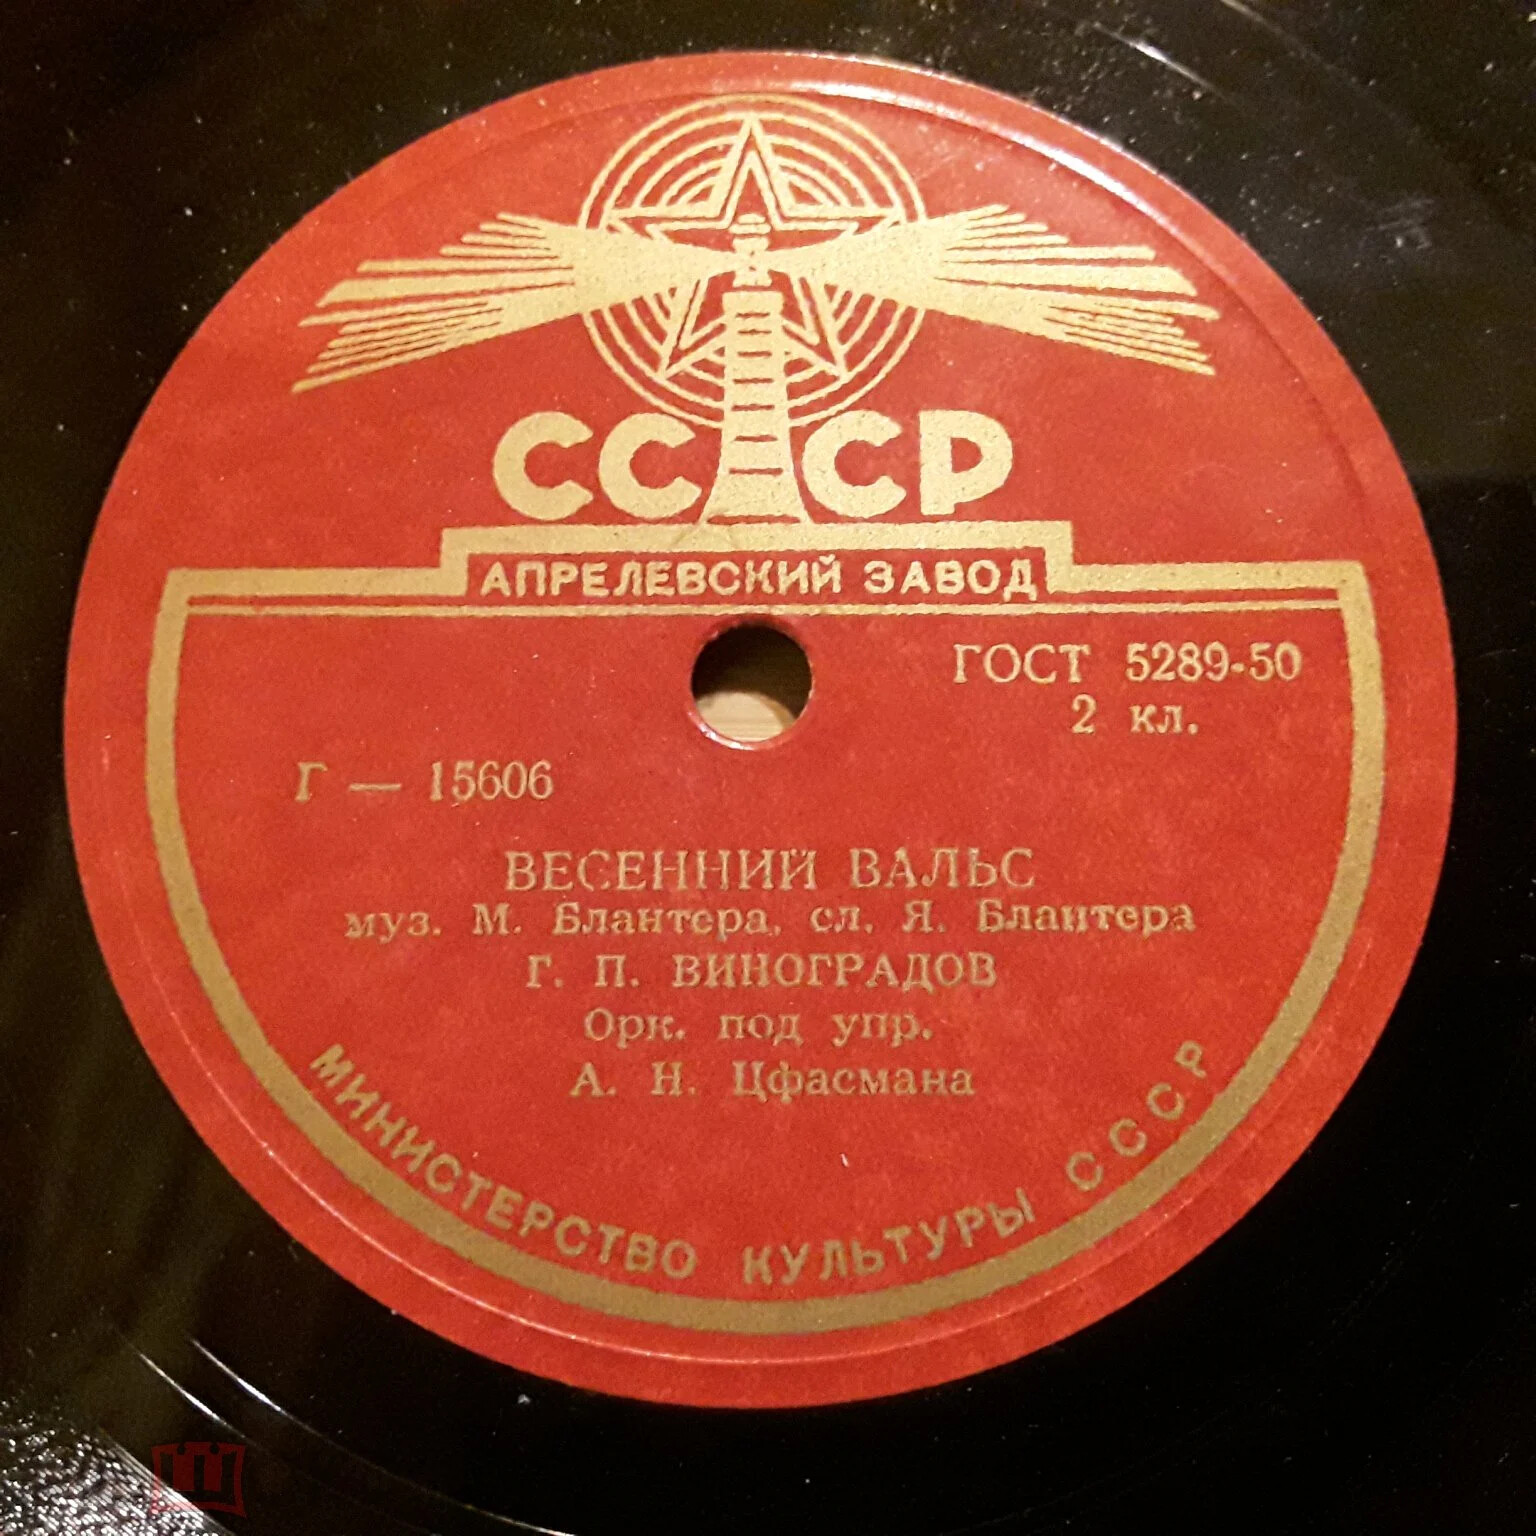 СССР
АПРЕЛЕВСКИЙ ЗАВОД
ГОСТ 5289-50
2 кл.
Г — 15606
ВЕСЕННИЙ ВАЛЬС
муз. М. Блантера, сл. Я. Блантера
Г. П. ВИНОГРАДОВ
Орк. под упр.
А. Н. Цфасмана
МИНИСТЕРСТВО КУЛЬТУРЫ СССР